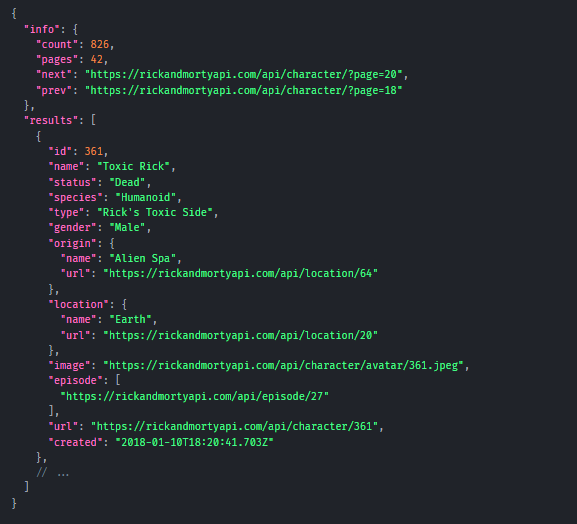 {
  "info": {
    "count": 826,
    "pages": 42,
    "next": "https://rickandmortyapi.com/api/character/?page=20",
    "prev": "https://rickandmortyapi.com/api/character/?page=18"
  },
  "results": [
    {
      "id": 361,
      "name": "Toxic Rick",
      "status": "Dead",
      "species": "Humanoid",
      "type": "Rick's Toxic Side",
      "gender": "Male",
      "origin": {
        "name": "Alien Spa",
        "url": "https://rickandmortyapi.com/api/location/64"
      },
      "location": {
        "name": "Earth",
        "url": "https://rickandmortyapi.com/api/location/20"
      },
      "image": "https://rickandmortyapi.com/api/character/avatar/361.jpeg",
      "episode": [
        "https://rickandmortyapi.com/api/episode/27"
      ],
      "url": "https://rickandmortyapi.com/api/character/361",
      "created": "2018-01-10T18:20:41.703Z"
    },
    // ...
  ]
}